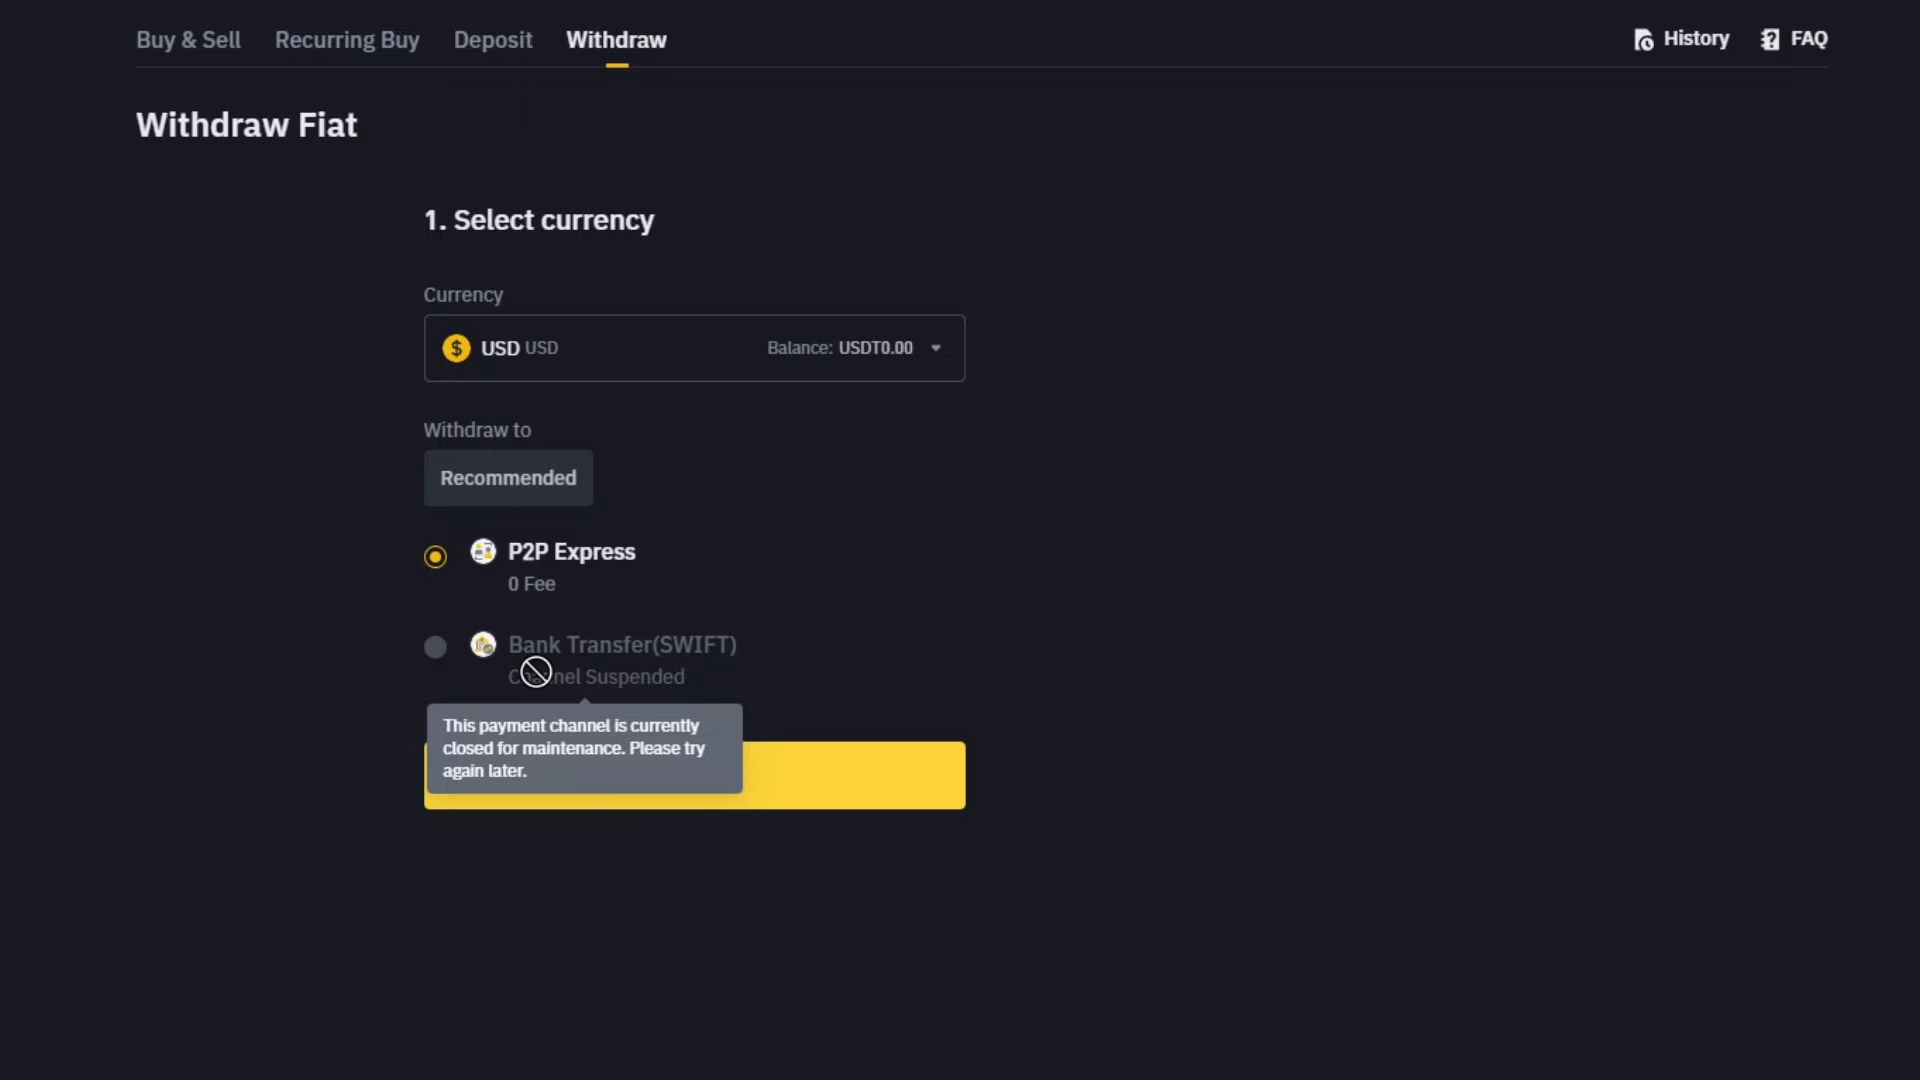 Buy & Sell Recurring Buy Deposit Withdraw History FAQ
Withdraw Fiat
1. Select currency
Currency
$ USD USD Balance: USDT0.00
Withdraw to
Recommended
P2P Express
0 Fee
Bank Transfer(SWIFT)
Suspended
This payment channel is currently
closed for maintenance. Please try
again later.